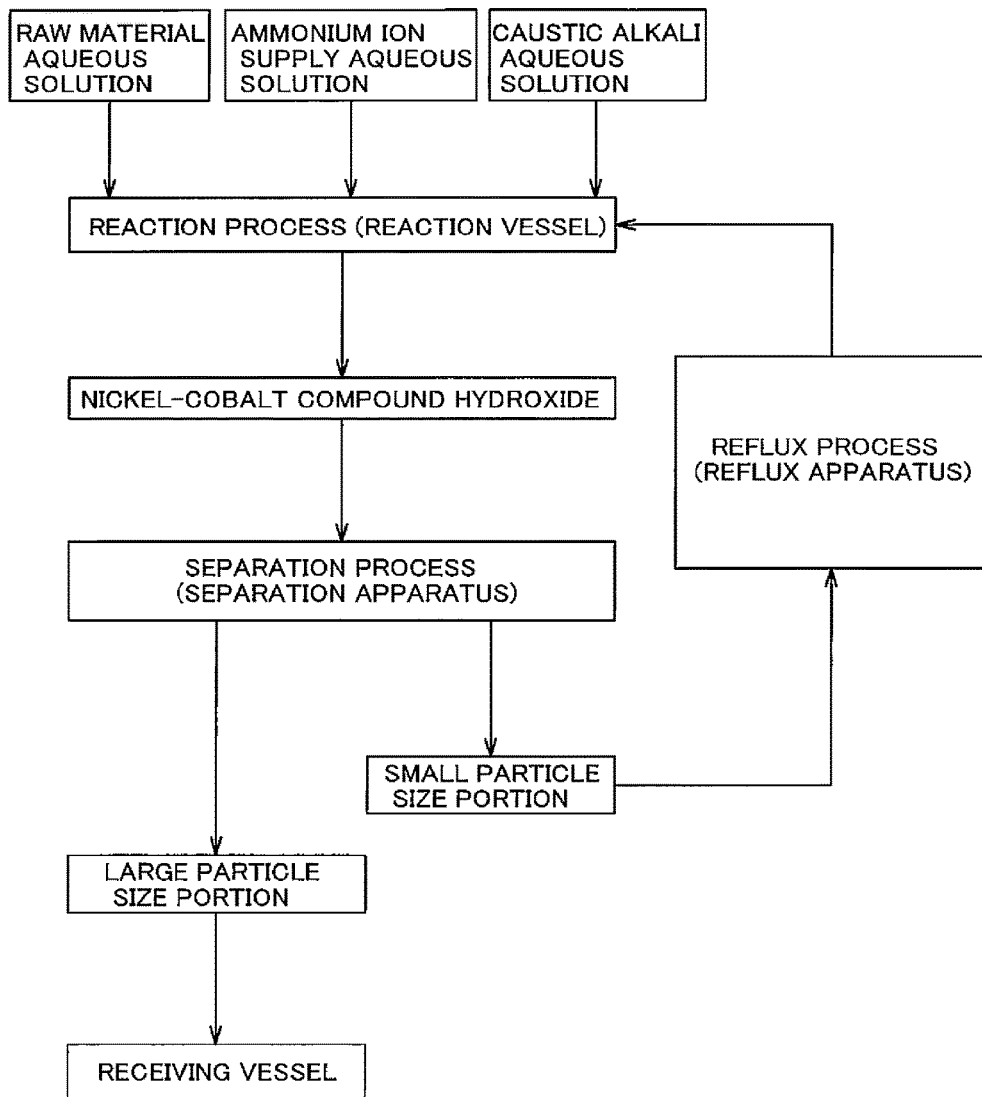 RAW MATERIAL
AQUEOUS
SOLUTION
AMMONIUM ION
SUPPLY AQUEOUS
SOLUTION
CAUSTIC ALKALI
AQUEOUS
SOLUTION
REACTION PROCESS (REACTION VESSEL)
NICKEL-COBALT COMPOUND HYDROXIDE
REFLUX PROCESS
(REFLUX APPARATUS)
SEPARATION PROCESS
(SEPARATION APPARATUS)
SMALL PARTICLE
SIZE PORTION
LARGE PARTICLE
SIZE PORTION
RECEIVING VESSEL